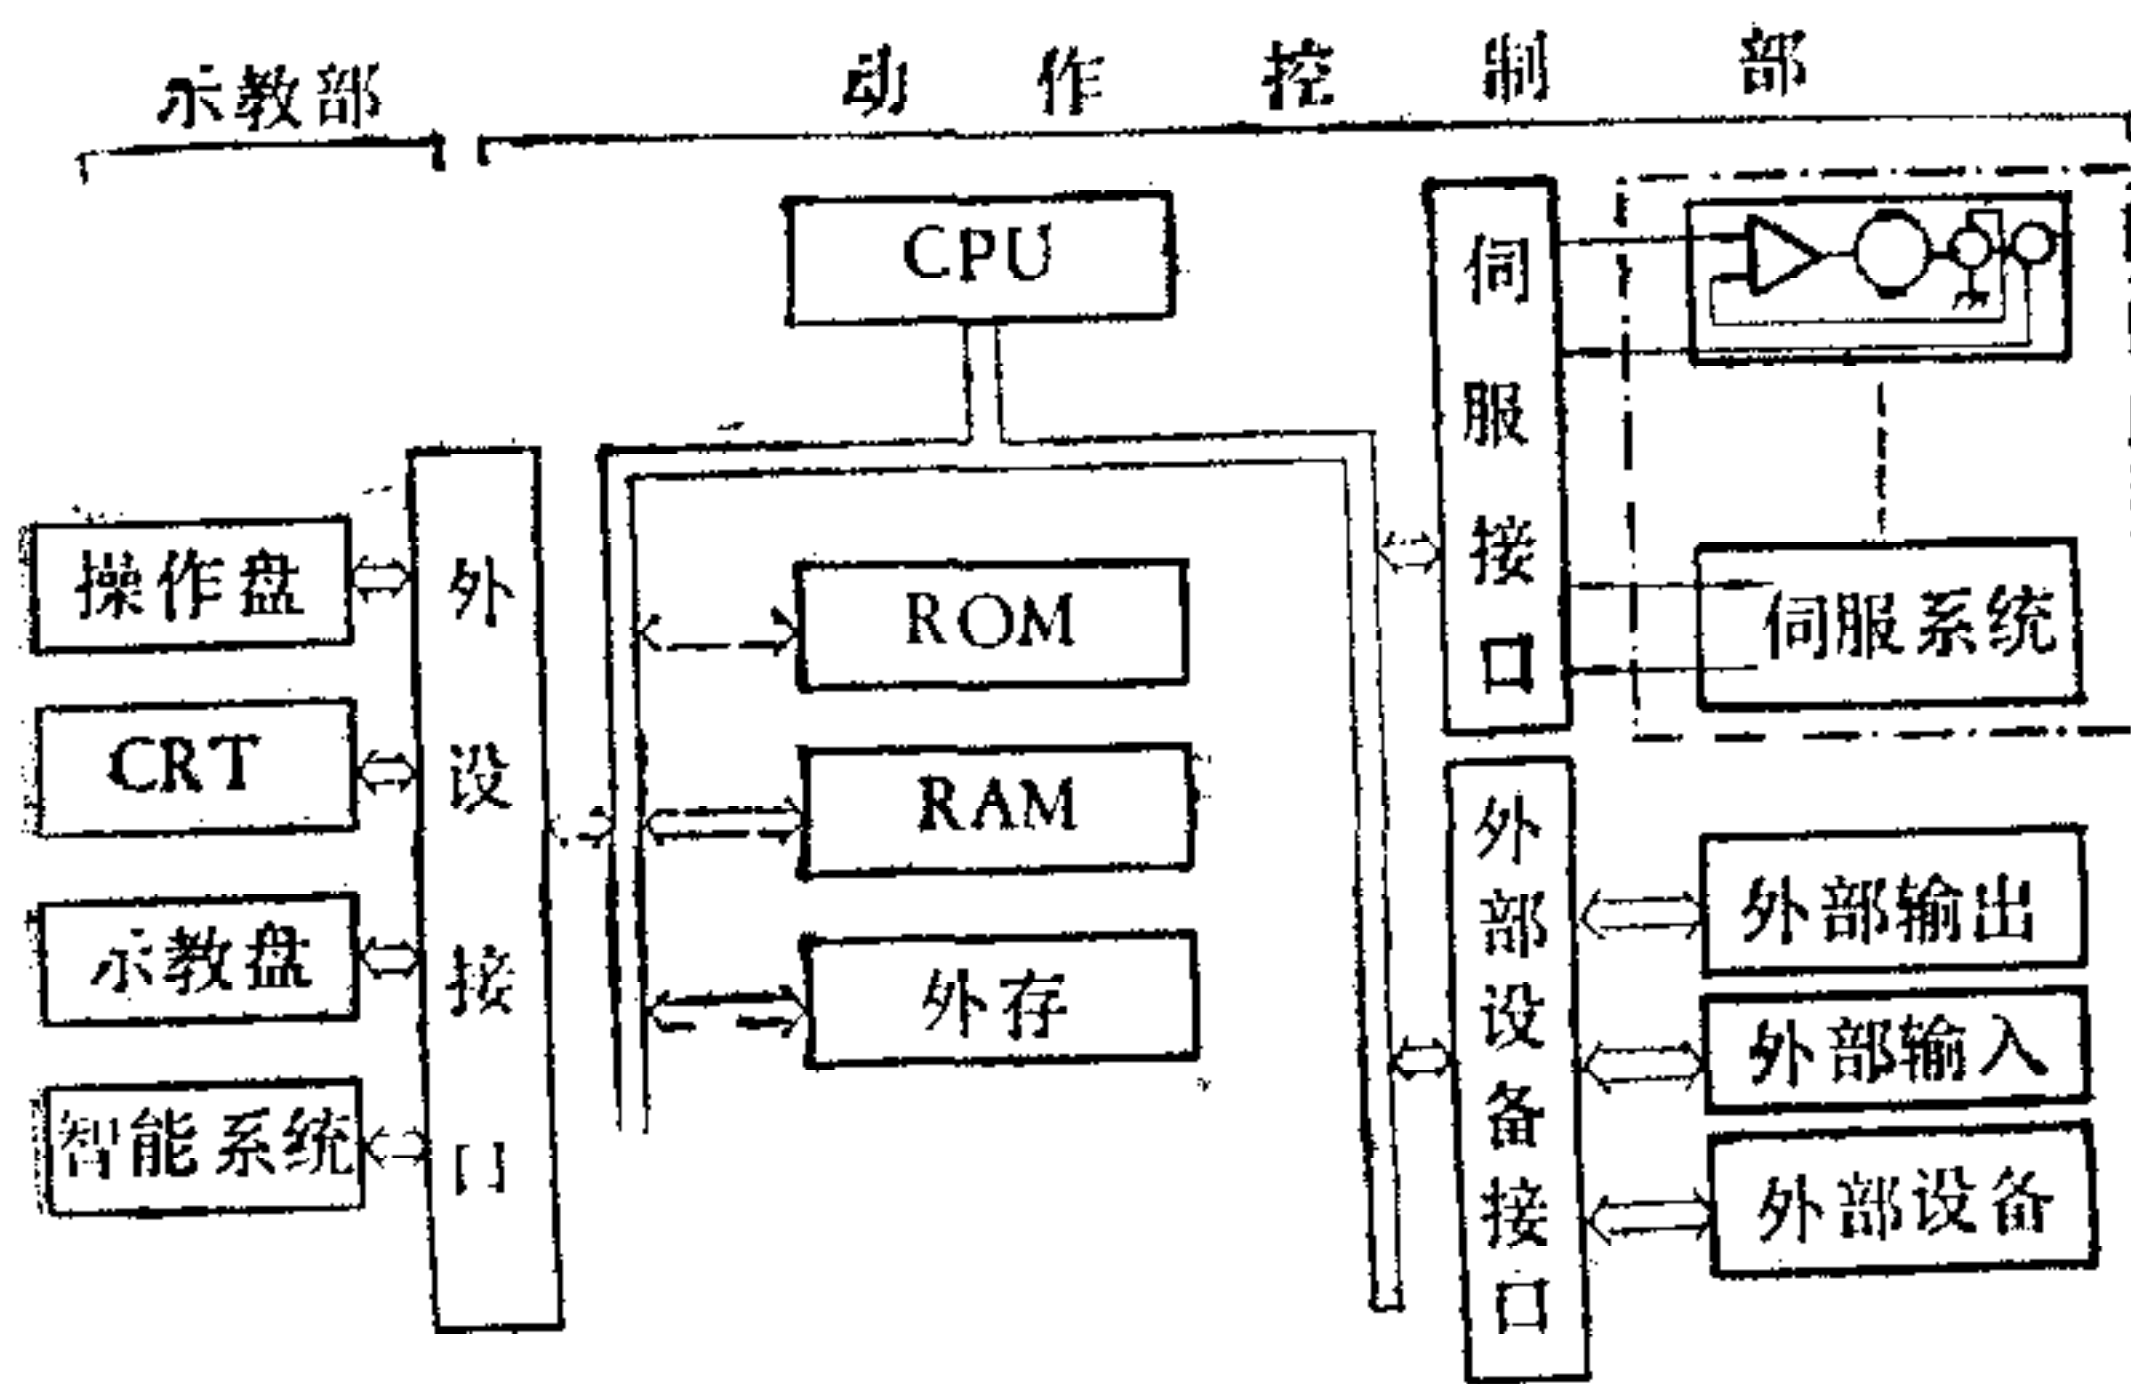 示教部
动作控制部
CPU
伺服接口
操作盘
外设接口
ROM
伺服系统
CRT
RAM
外部设备接口
外部输出
示教盘
外存
外部输入
智能系统
外部设备